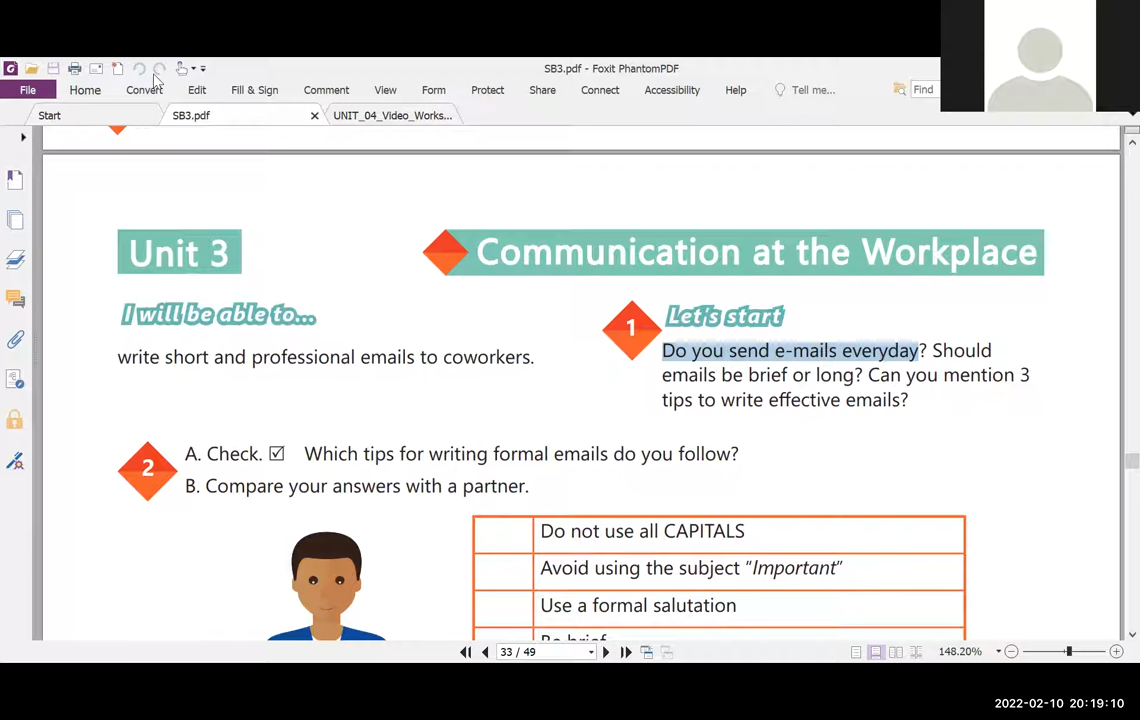 SB3.pdf - Foxit PhantomPDF
File Home Convert Edit Fill & Sign Comment View Form Protect Share Connect Accessibility Help Tell me... Find
Start SB3.pdf UNIT_04_Video_Works...
Unit 3
Communication at the Workplace
I will be able to...
write short and professional emails to coworkers.
1
Let's start
Do you send e-mails everyday? Should
emails be brief or long? Can you mention 3
tips to write effective emails?
2
A. Check. ☑ Which tips for writing formal emails do you follow?
B. Compare your answers with a partner.
Do not use all CAPITALS
Avoid using the subject "Important"
Use a formal salutation
Be brief
33 / 49
148.20%
2022-02-10 20:19:10